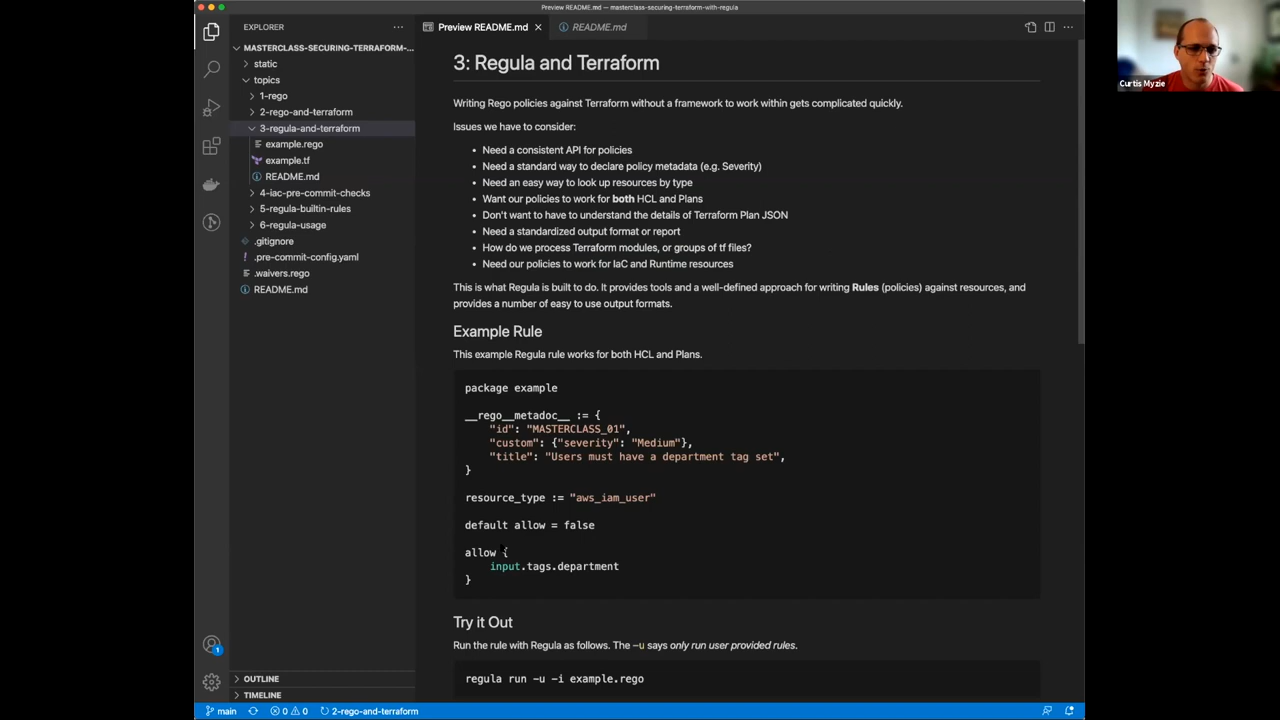 Preview README.md — masterclass-securing-terraform-with-regula
EXPLORER
Preview README.md
README.md
MASTERCLASS-SECURING-TERRAFORM-...
static
topics
1-rego
2-rego-and-terraform
3-regula-and-terraform
example.rego
example.tf
README.md
4-iac-pre-commit-checks
5-regula-builtin-rules
6-regula-usage
.gitignore
.pre-commit-config.yaml
.waivers.rego
README.md
OUTLINE
TIMELINE
3: Regula and Terraform
Writing Rego policies against Terraform without a framework to work within gets complicated quickly.
Issues we have to consider:
• Need a consistent API for policies
• Need a standard way to declare policy metadata (e.g. Severity)
• Need an easy way to look up resources by type
• Want our policies to work for both HCL and Plans
• Don't want to have to understand the details of Terraform Plan JSON
• Need a standardized output format or report
• How do we process Terraform modules, or groups of tf files?
• Need our policies to work for IaC and Runtime resources
This is what Regula is built to do. It provides tools and a well-defined approach for writing Rules (policies) against resources, and
provides a number of easy to use output formats.
Example Rule
This example Regula rule works for both HCL and Plans.
package example
__rego__metadoc__ := {
"id": "MASTERCLASS_01",
"custom": {"severity": "Medium"},
"title": "Users must have a department tag set",
}
resource_type := "aws_iam_user"
default allow = false
allow {
input.tags.department
}
Try it Out
Run the rule with Regula as follows. The -u says only run user provided rules.
regula run -u -i example.rego
1
main
0
0
2-rego-and-terraform
Curtis Myzie